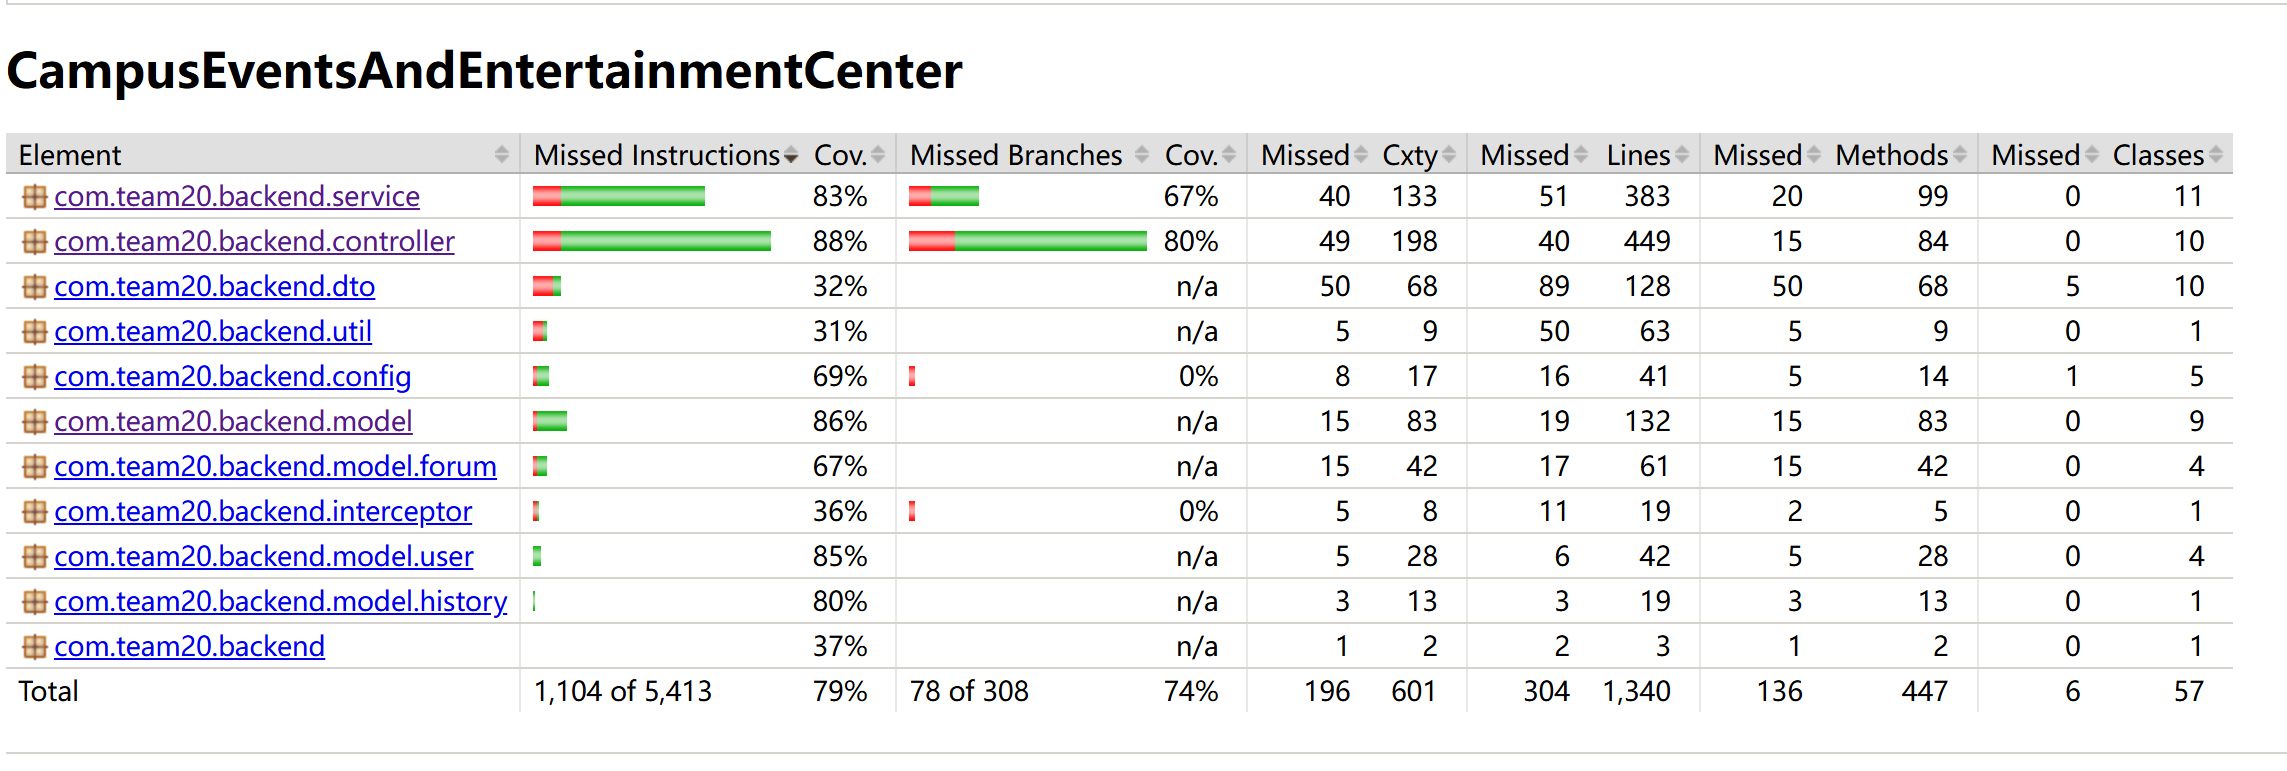 CampusEventsAndEntertainmentCenter
Element Missed Instructions Cov. Missed Branches Cov. Missed Cxty Missed Lines Missed Methods Missed Classes
com.team20.backend.service 83% 67% 40 133 51 383 20 99 0 11
com.team20.backend.controller 88% 80% 49 198 40 449 15 84 0 10
com.team20.backend.dto 32% n/a 50 68 89 128 50 68 5 10
com.team20.backend.util 31% n/a 5 9 50 63 5 9 0 1
com.team20.backend.config 69% 0% 8 17 16 41 5 14 1 5
com.team20.backend.model 86% n/a 15 83 19 132 15 83 0 9
com.team20.backend.model.forum 67% n/a 15 42 17 61 15 42 0 4
com.team20.backend.interceptor 36% 0% 5 8 11 19 2 5 0 1
com.team20.backend.model.user 85% n/a 5 28 6 42 5 28 0 4
com.team20.backend.model.history 80% n/a 3 13 3 19 3 13 0 1
com.team20.backend 37% n/a 1 2 2 3 1 2 0 1
Total 1,104 of 5,413 79% 78 of 308 74% 196 601 304 1,340 136 447 6 57